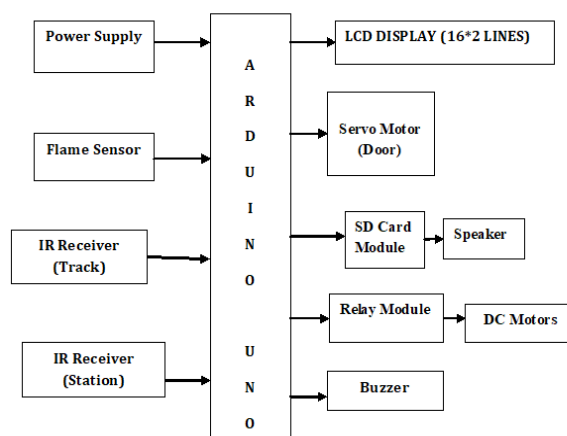 Power Supply
Flame Sensor
IR Receiver
(Track)
IR Receiver
(Station)
A
R
D
U
I
N
O
U
N
O
LCD DISPLAY (16*2 LINES)
Servo Motor
(Door)
SD Card
Module
Speaker
Relay Module
DC Motors
Buzzer